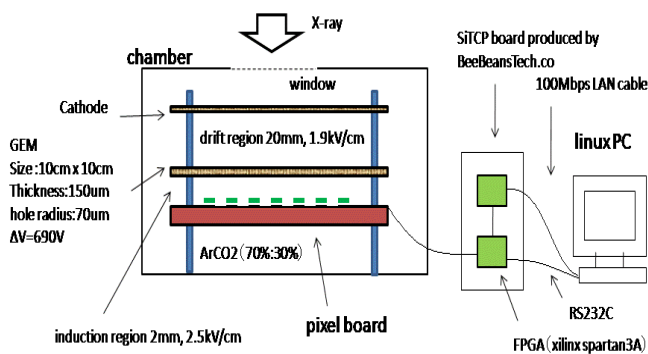 X-ray
chamber
window
SiTCP board produced by
BeeBeansTech.co
100Mbps LAN cable
Cathode
drift region 20mm, 1.9kV/cm
linux PC
GEM
Size :10cm x 10cm
Thickness:150um
hole radius:70um
ΔV=690V
ArCO2(70%:30%)
pixel board
RS232C
induction region 2mm, 2.5kV/cm
FPGA(xilinx spartan3A)